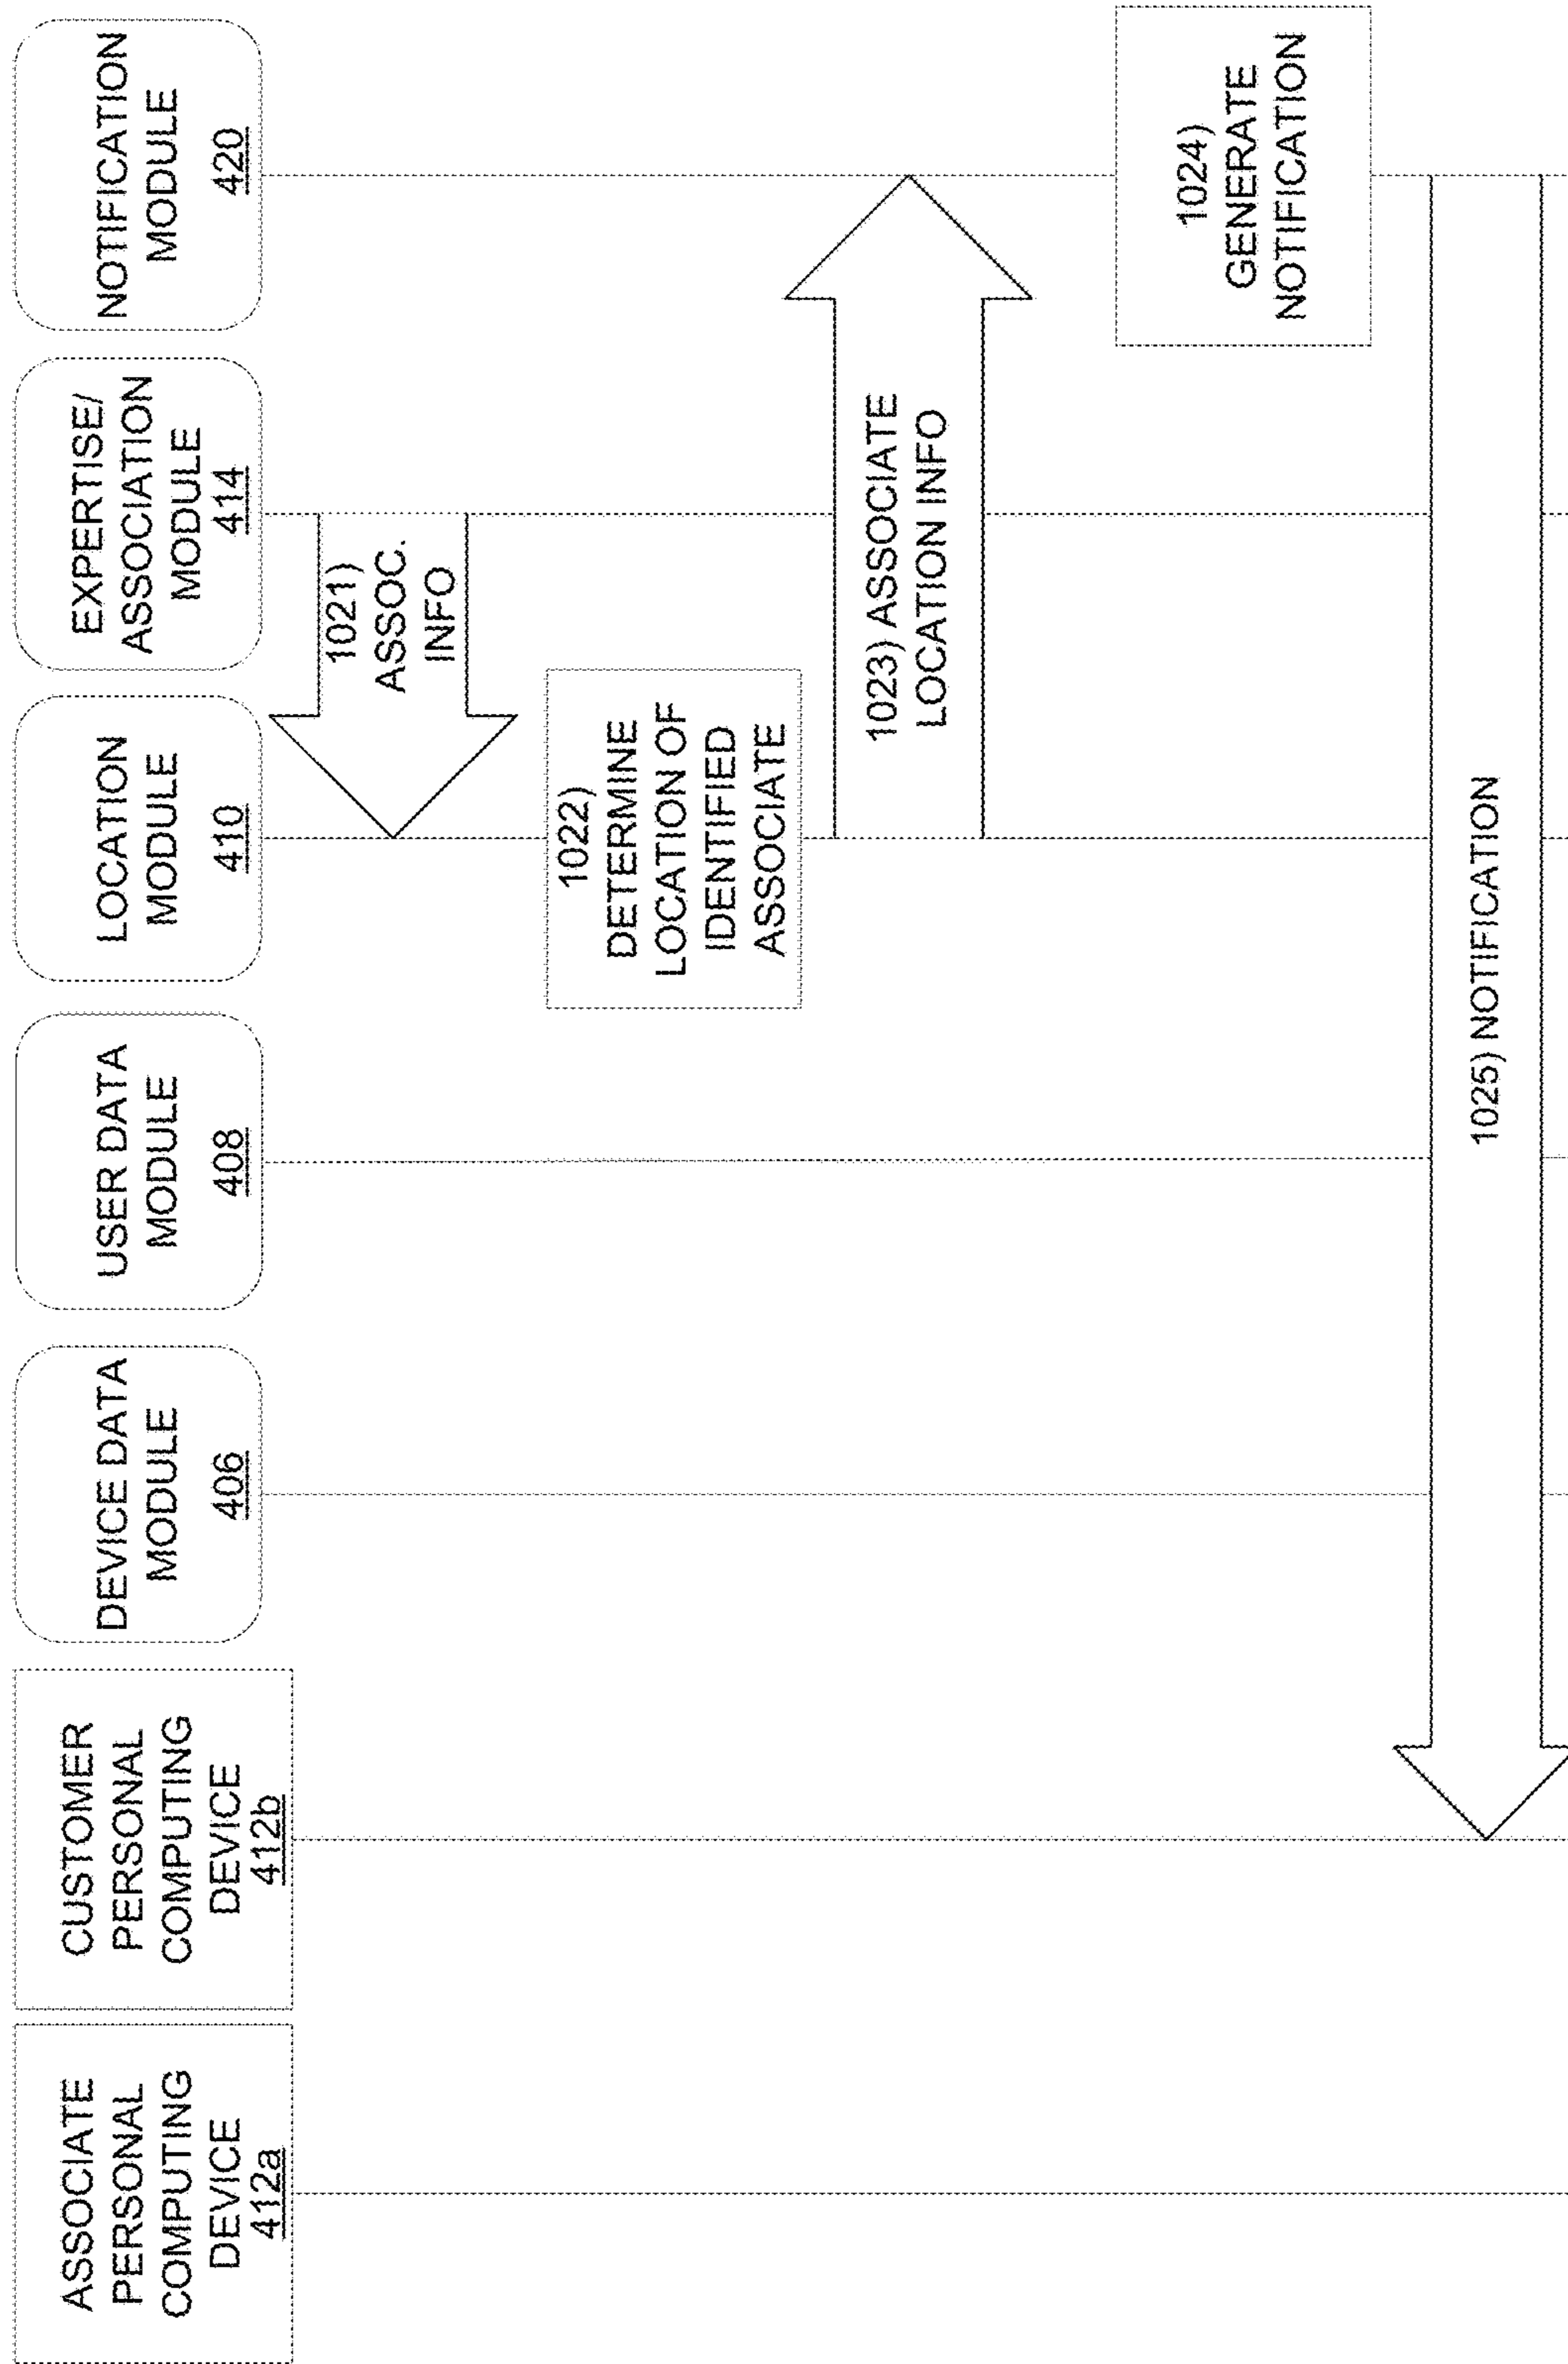 ASSOCIATE
PERSONAL
COMPUTING
DEVICE
412a
CUSTOMER
PERSONAL
COMPUTING
DEVICE
412b
DEVICE DATA
MODULE
406
USER DATA
MODULE
408
LOCATION
MODULE
410
EXPERTISE/
ASSOCIATION
MODULE
414
NOTIFICATION
MODULE
420
1021)
ASSOC.
INFO
1022)
DETERMINE
LOCATION OF
IDENTIFIED
ASSOCIATE
1023) ASSOCIATE
LOCATION INFO
1024)
GENERATE
NOTIFICATION
1025) NOTIFICATION